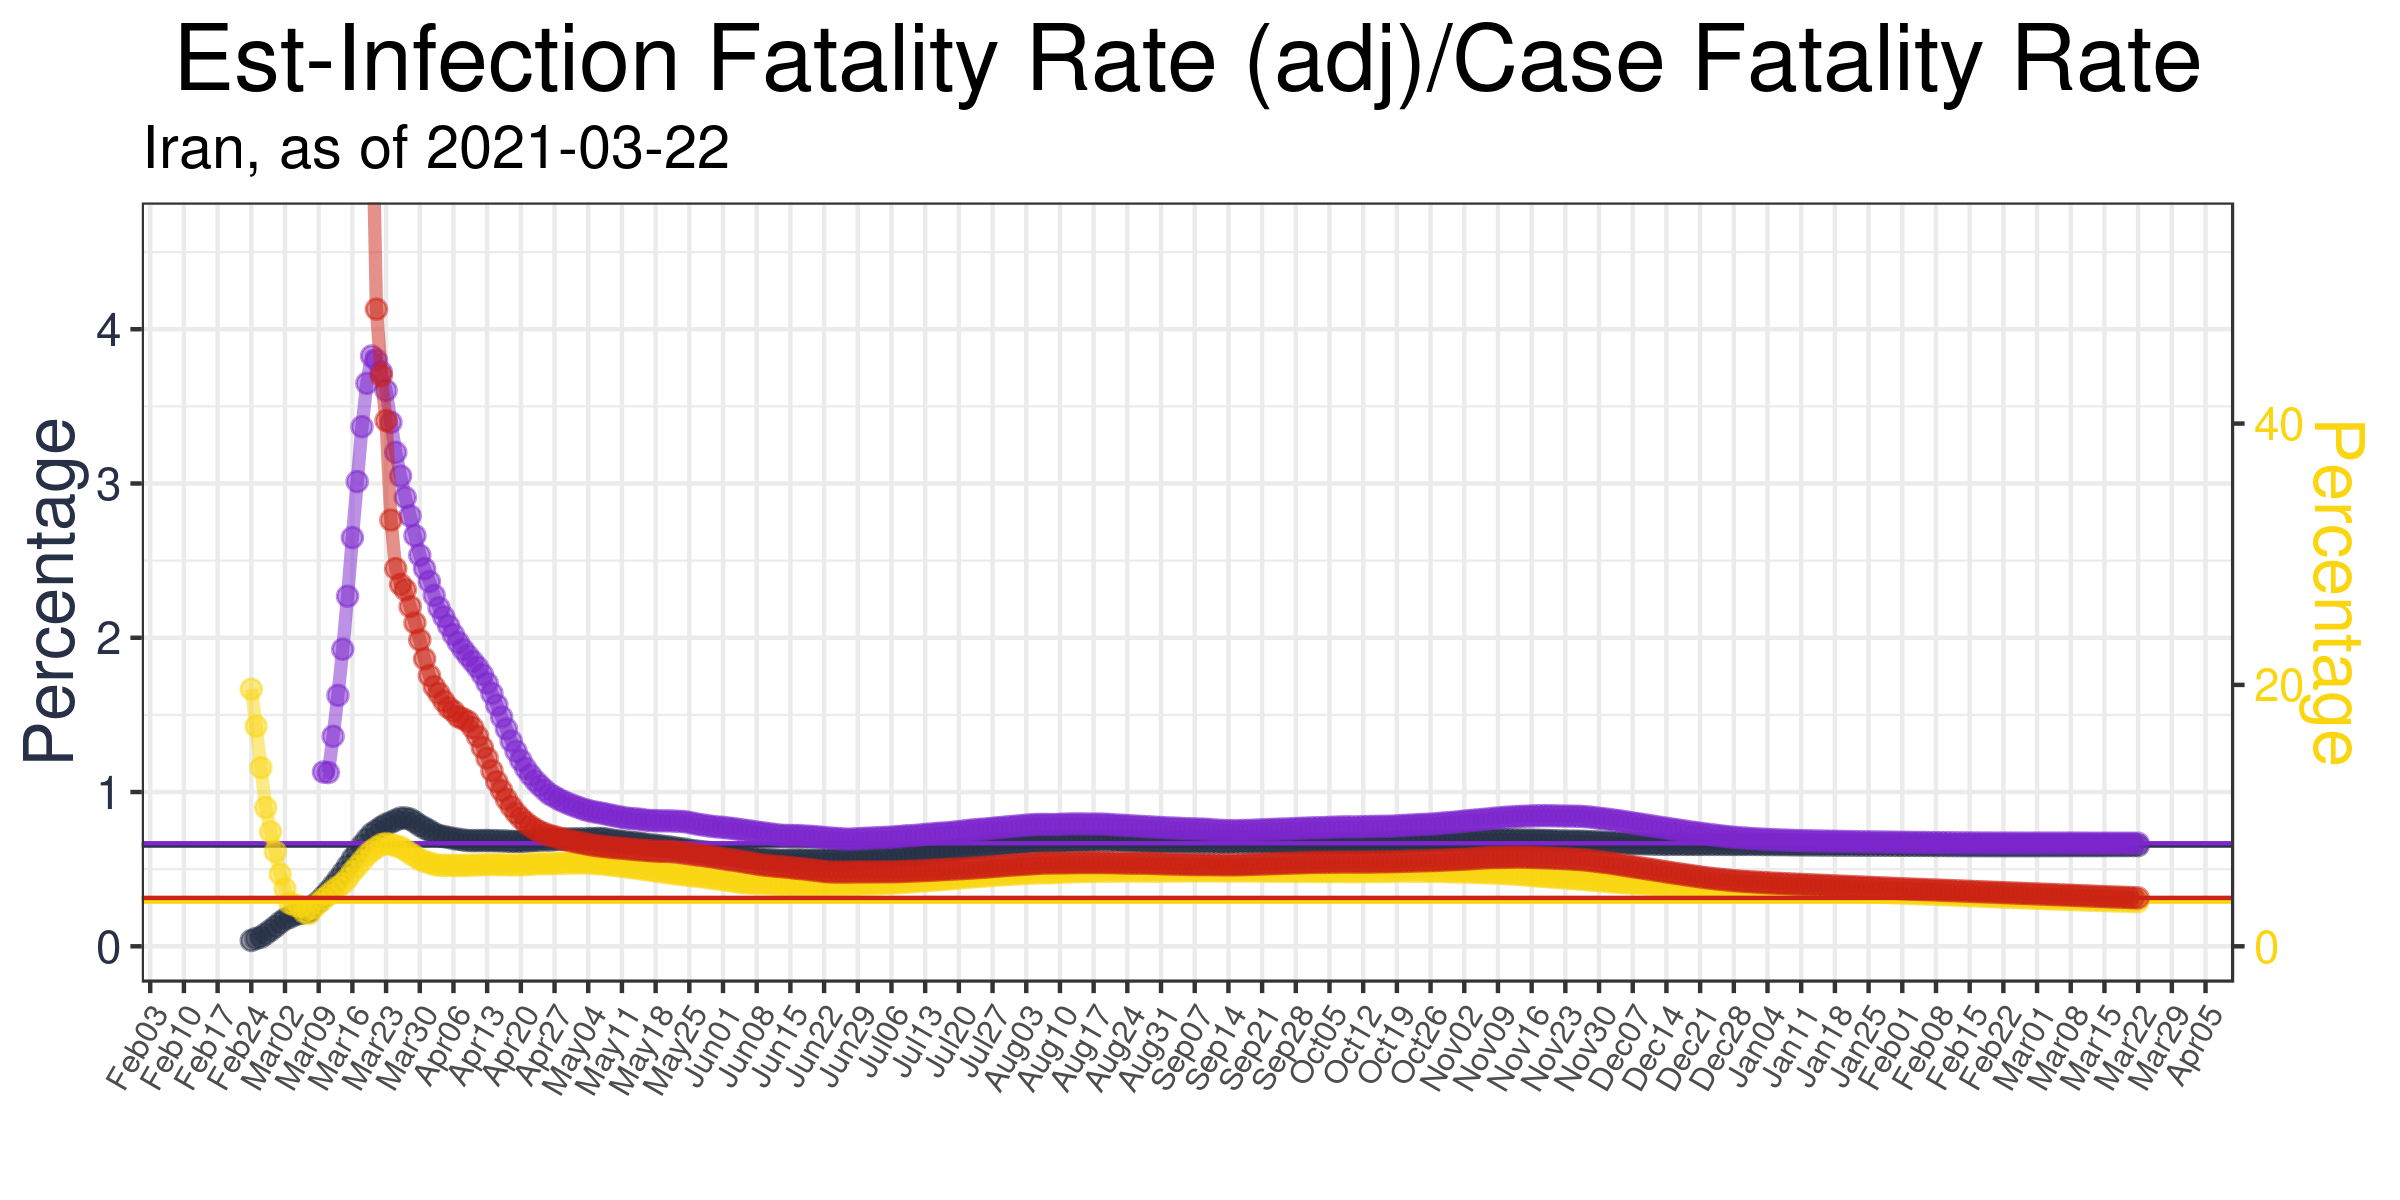 Est-Infection Fatality Rate (adj)/Case Fatality Rate
Iran, as of 2021-03-22
Percentage
4
3
2
1
0
40
20
0
Percentage
Feb03
Feb10
Feb17
Feb24
Mar02
Mar09
Mar16
Mar23
Mar30
Apr06
Apr13
Apr20
Apr27
May04
May11
May18
May25
Jun01
Jun08
Jun15
Jun22
Jun29
Jul06
Jul13
Jul20
Jul27
Aug03
Aug10
Aug17
Aug24
Aug31
Sep07
Sep14
Sep21
Sep28
Oct05
Oct12
Oct19
Oct26
Nov02
Nov09
Nov16
Nov23
Nov30
Dec07
Dec14
Dec21
Dec28
Jan04
Jan11
Jan18
Jan25
Feb01
Feb08
Feb15
Feb22
Mar01
Mar08
Mar15
Mar22
Mar29
Apr05